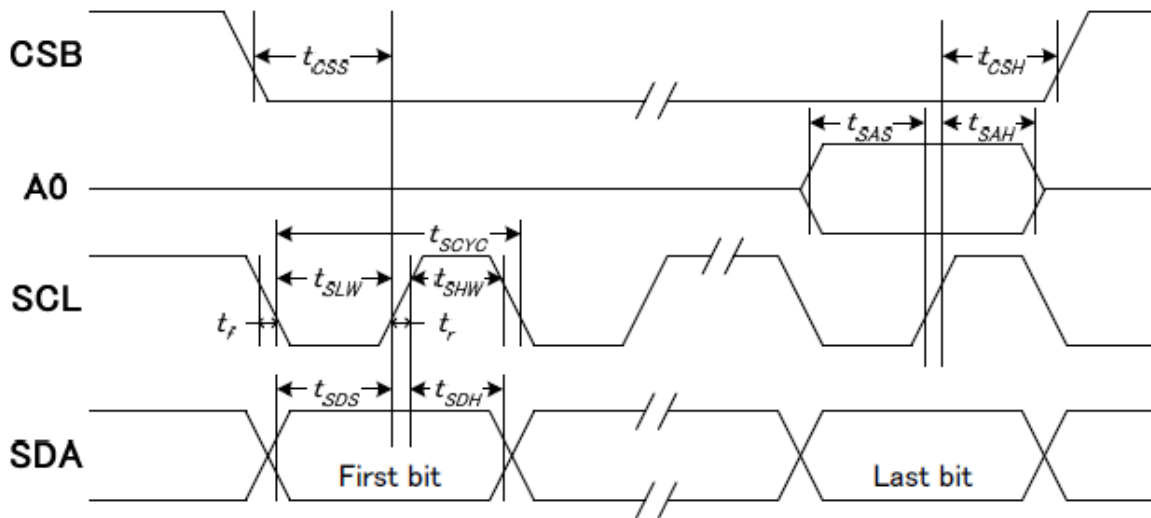 CSB
tCSS
tCSH
tSAS
tSAH
A0
tSCYC
SCL
tSLW
tSHW
tf
tr
tSDS
tSDH
SDA
First bit
Last bit